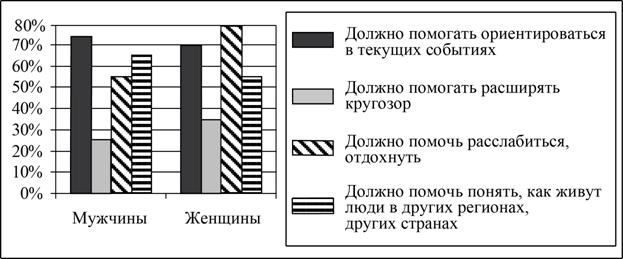 80%
70%
60%
50%
40%
30%
20%
10%
0%
Мужчины
Женщины
Должно помогать ориентироваться
в текущих событиях
Должно помогать расширять
кругозор
Должно помочь расслабиться,
отдохнуть
Должно помочь понять, как живут
люди в других регионах,
других странах